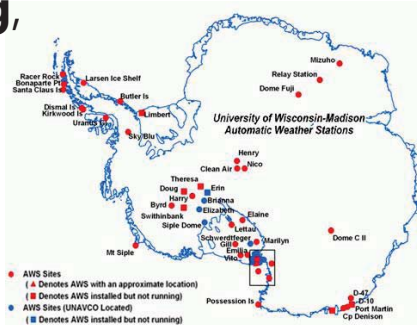 g,
Mizuho
Relay Station
Dome Fuji
Racer Rock
Bonaparte Pt
Santa Claus Is
Larsen Ice Shelf
Butler Is
Dismal Is
Kirkwood Is
Limbert
Sky Blu
University of Wisconsin-Madison
Automatic Weather Stations
Henry
Clean Air
Nico
Theresa
Doug
Erin
Harry
Brianna
Byrd
Elizabeth
Swithinbank
Elaine
Siple Dome
Lettau
Dome C II
Schwerdtfeger
Marilyn
Gill
Emilia
Vito
Mt Siple
Possession Is
D-47
D-10
Port Martin
Cp Denison
AWS Sites
( Denotes AWS with an approximate location)
( Denotes AWS installed but not running)
AWS Sites (UNAVCO Located)
( Denotes AWS installed but not running)